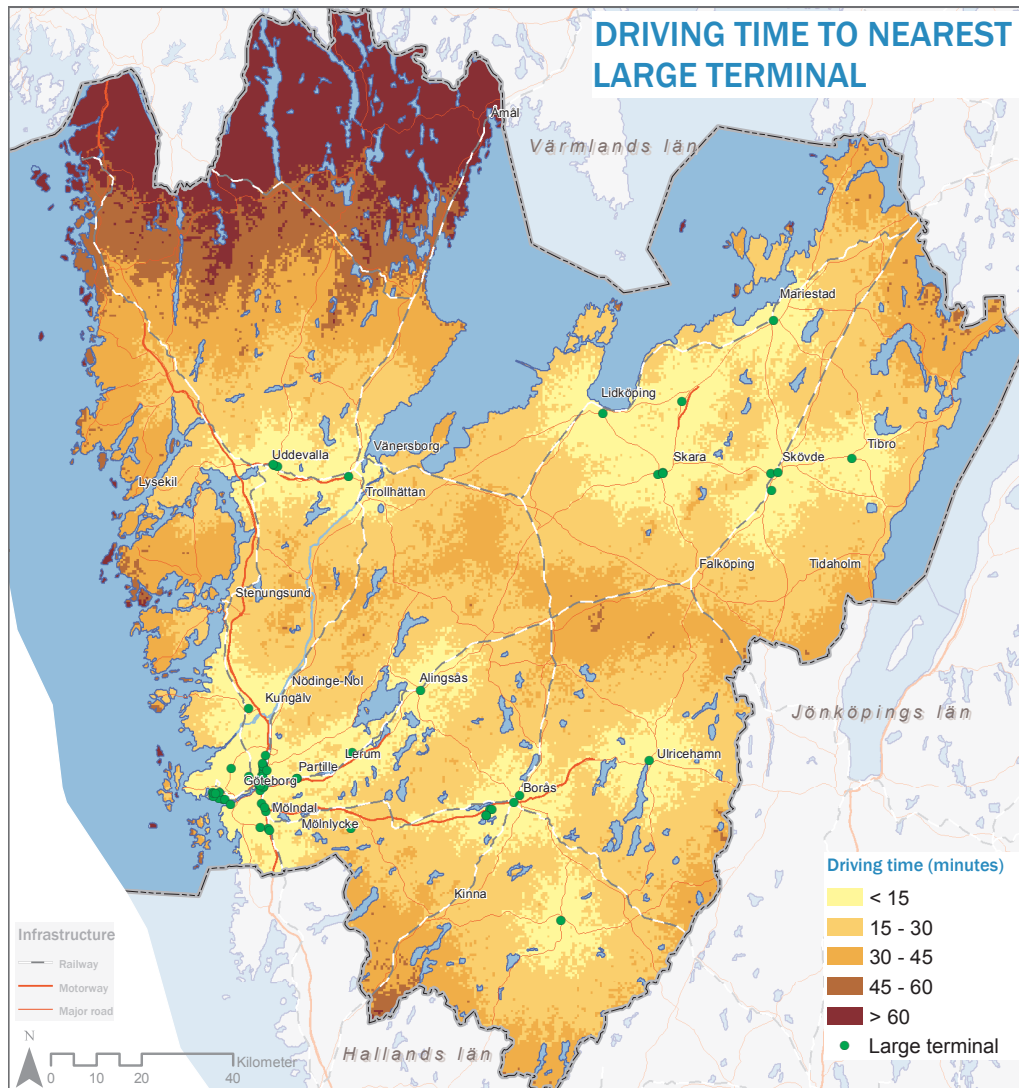 DRIVING TIME TO NEAREST
LARGE TERMINAL
Åmål
Värmlands län
Mariestad
Lidköping
Vänersborg
Uddevalla
Skara
Skövde
Tibro
Lysekil
Trollhättan
Falköping
Tidaholm
Stenungsund
Nödinge-Nol
Alingsås
Kungälv
Jönköpings län
Lerum
Ulricehamn
Partille
Göteborg
Borås
Mölndal
Mölnlycke
Kinna
Hallands län
Driving time (minutes)
< 15
15 - 30
30 - 45
45 - 60
> 60
Large terminal
Infrastructure
Railway
Motorway
Major road
N
Kilometer
0 10 20 40